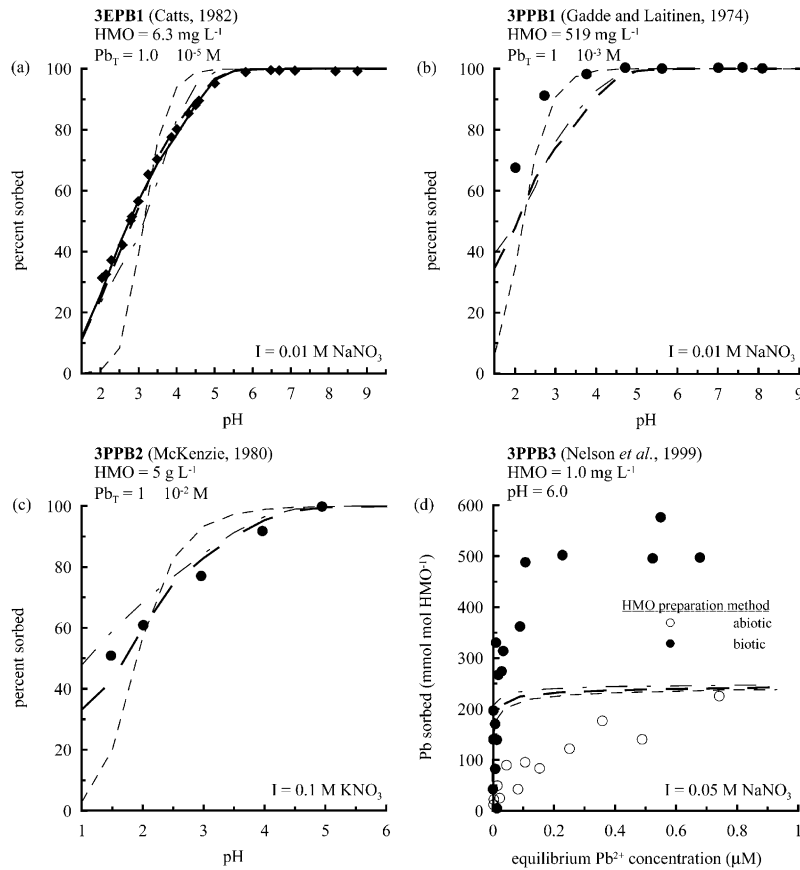 3EPB1 (Catts, 1982)
HMO = 6.3 mg L-1
PbT = 1.0 10-5 M
(a)
100
80
60
40
20
0
percent sorbed
I = 0.01 M NaNO3
2 3 4 5 6 7 8 9
pH
3PPB1 (Gadde and Laitinen, 1974)
HMO = 519 mg L-1
PbT = 1 10-3 M
(b)
100
80
60
40
20
0
percent sorbed
I = 0.01 M NaNO3
2 3 4 5 6 7 8 9
pH
3PPB2 (McKenzie, 1980)
HMO = 5 g L-1
PbT = 1 10-2 M
(c)
100
80
60
40
20
0
percent sorbed
I = 0.1 M KNO3
1 2 3 4 5 6
pH
3PPB3 (Nelson et al., 1999)
HMO = 1.0 mg L-1
pH = 6.0
(d)
600
500
400
300
200
100
0
Pb sorbed (mmol mol HMO-1)
HMO preparation method
abiotic
biotic
I = 0.05 M NaNO3
0 0.2 0.4 0.6 0.8 1
equilibrium Pb2+ concentration (µM)